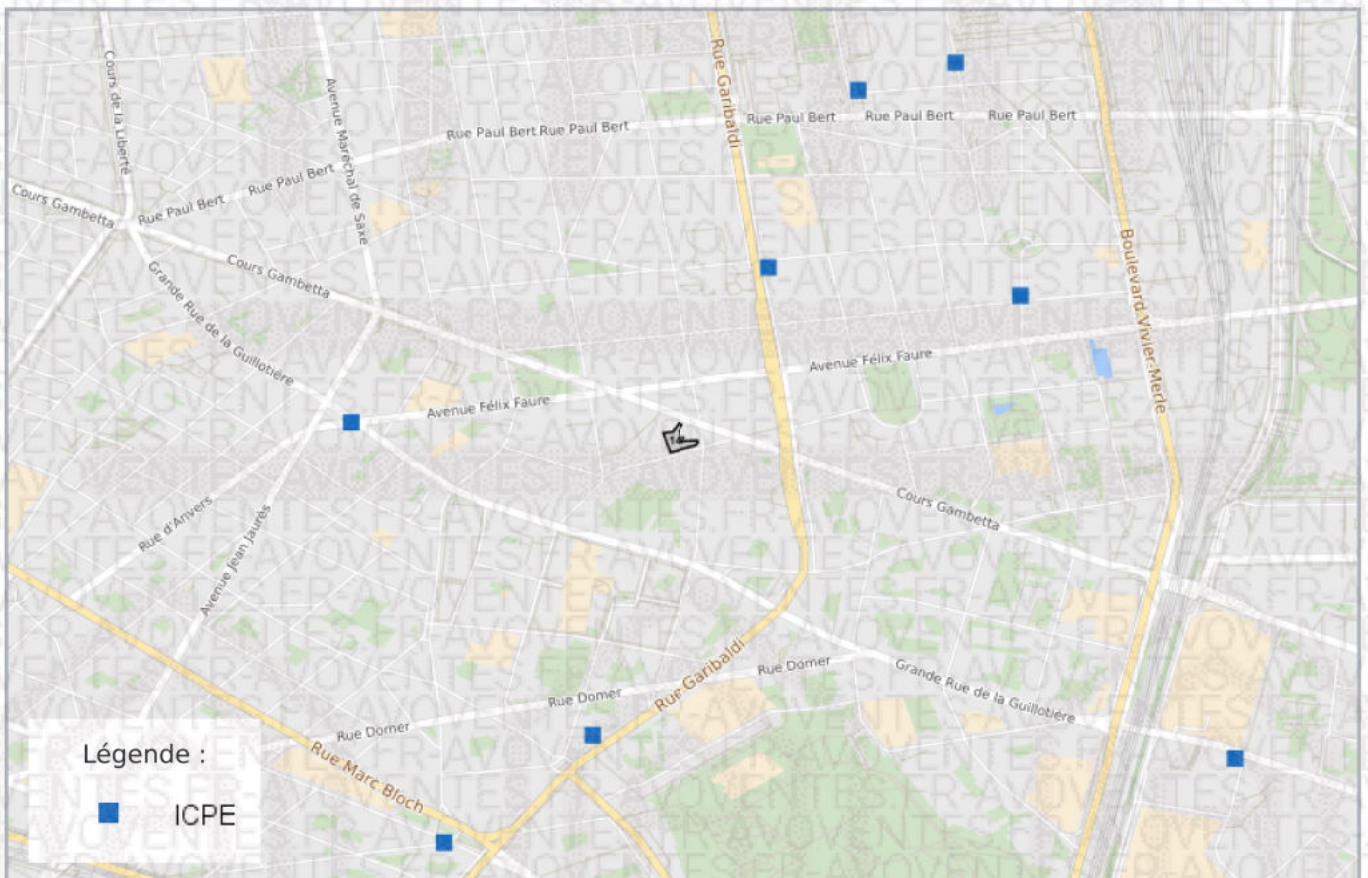 Cours de la Liberté
Avenue Maréchal de Saxe
Rue Garibaldi
Rue Paul Bert Rue Paul Bert
Rue Paul Bert
Rue Paul Bert
Rue Paul Bert
Cours Gambetta
Rue Paul Bert
Rue Paul Bert
Cours Gambetta
Grande Rue de la Guillotière
Boulevard Vivier-Merle
Avenue Félix Faure
Avenue Félix Faure
Cours Gambetta
Rue d'Anvers
Avenue Jean Jaurès
Rue Garibaldi
Rue Domer
Grande Rue de la Guillotière
Rue Domer
Rue Domer
Rue Marc Bloch
Légende :
ICPE